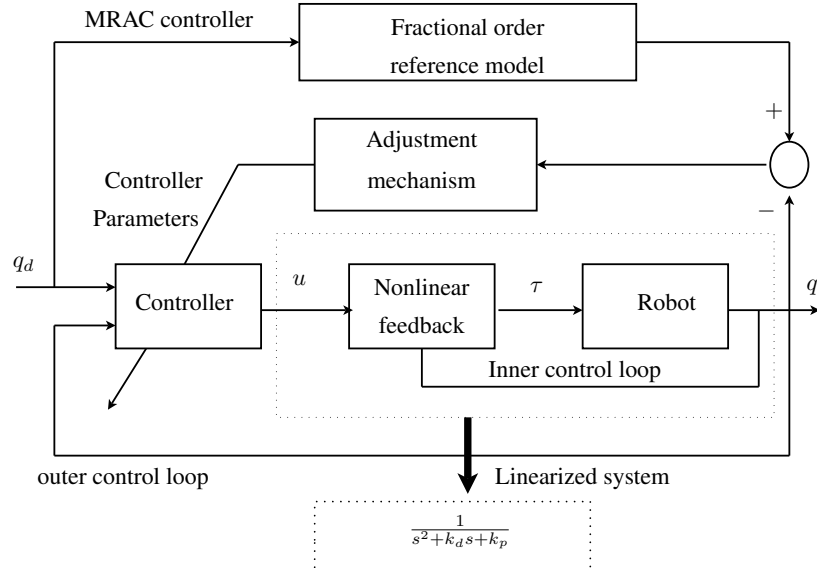 MRAC controller
Fractional order
reference model
+
Adjustment
mechanism
Controller
Parameters
−
q_d
Controller
u
Nonlinear
feedback
τ
Robot
q
Inner control loop
outer control loop
Linearized system
1/(s^2+k_d s+k_p)